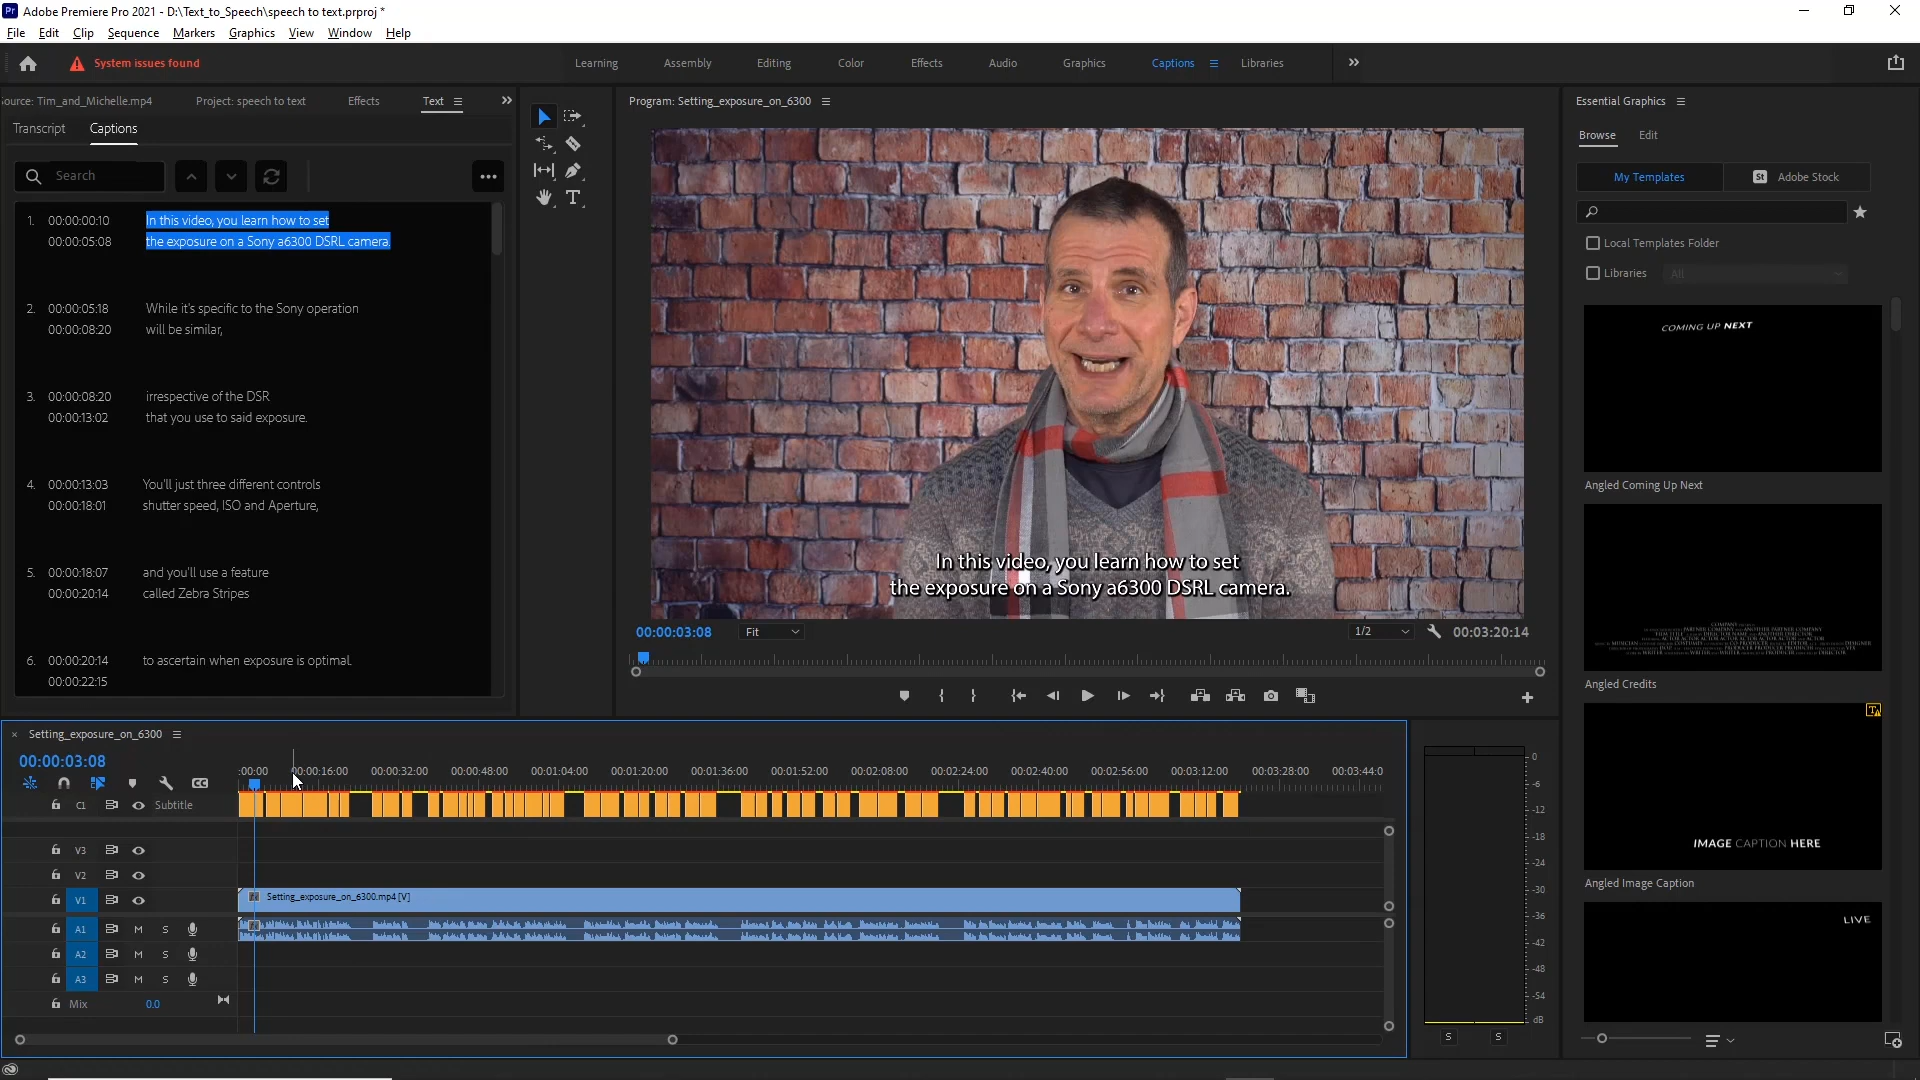 Pr Adobe Premiere Pro 2021 - D:\Text_to_Speech\speech to text.prproj *
File Edit Clip Sequence Markers Graphics View Window Help
System issues found
Learning Assembly Editing Color Effects Audio Graphics Captions Libraries
ource: Tim_and_Michelle.mp4 Project: speech to text Effects Text
Transcript Captions
Search
1. 00:00:00:10 In this video, you learn how to set
00:00:05:08 the exposure on a Sony a6300 DSRL camera.
2. 00:00:05:18 While it's specific to the Sony operation
00:00:08:20 will be similar,
3. 00:00:08:20 irrespective of the DSR
00:00:13:02 that you use to said exposure.
4. 00:00:13:03 You'll just three different controls
00:00:18:01 shutter speed, ISO and Aperture,
5. 00:00:18:07 and you'll use a feature
00:00:20:14 called Zebra Stripes
6. 00:00:20:14 to ascertain when exposure is optimal.
00:00:22:15
Program: Setting_exposure_on_6300
In this video, you learn how to set
the exposure on a Sony a6300 DSRL camera.
00:00:03:08 Fit 1/2 00:03:20:14
Essential Graphics
Browse Edit
My Templates St Adobe Stock
Local Templates Folder
Libraries All
COMING UP NEXT
Angled Coming Up Next
Angled Credits
IMAGE CAPTION HERE
Angled Image Caption
LIVE
× Setting_exposure_on_6300
00:00:03:08
:00:00 00:00:16:00 00:00:32:00 00:00:48:00 00:01:04:00 00:01:20:00 00:01:36:00 00:01:52:00 00:02:08:00 00:02:24:00 00:02:40:00 00:02:56:00 00:03:12:00 00:03:28:00 00:03:44:0
CC
C1 Subtitle
V3
V2
V1 fx Setting_exposure_on_6300.mp4 [V]
A1 M S
A2 M S
A3 M S
Mix 0.0
0
-6
-12
-18
-24
-30
-36
-42
-48
-54
dB
S S